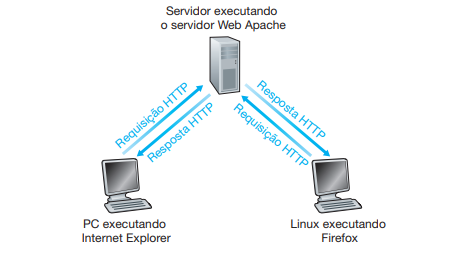 Servidor executando
o servidor Web Apache
Requisição HTTP
Resposta HTTP
Resposta HTTP
Requisição HTTP
PC executando
Internet Explorer
Linux executando
Firefox